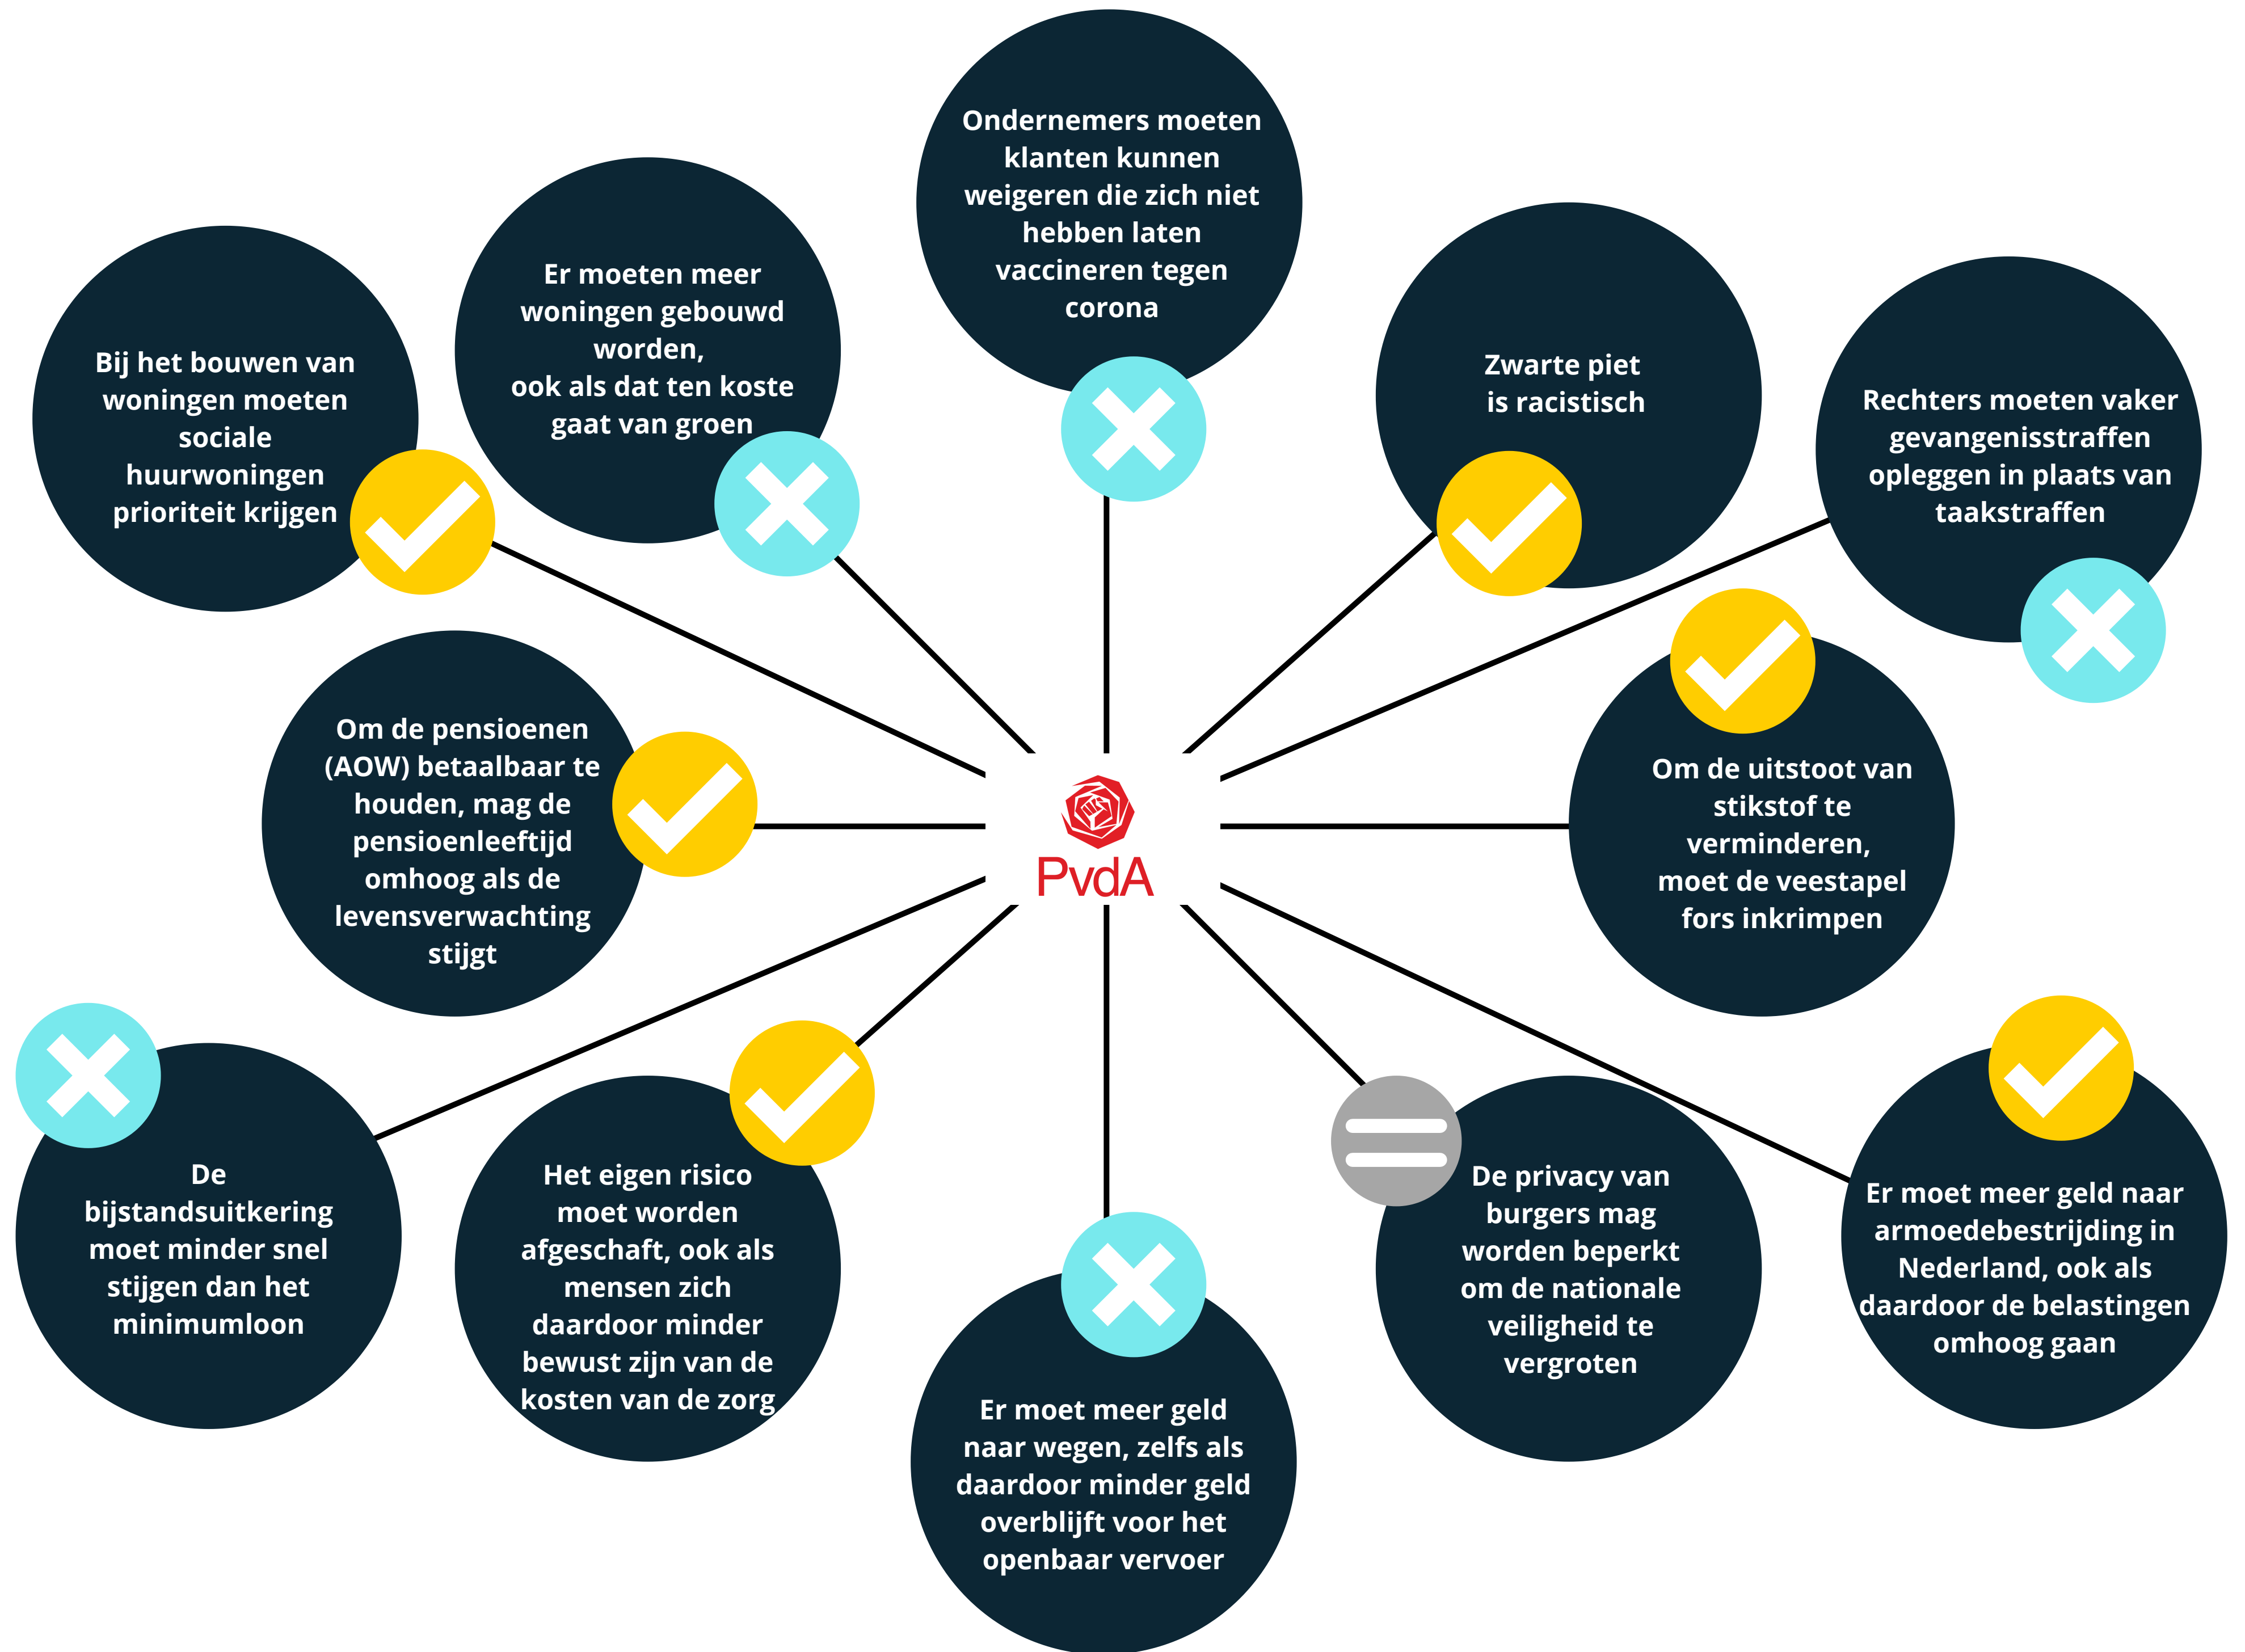 Ondernemers moeten
klanten kunnen
weigeren die zich niet
hebben laten
vaccineren tegen
corona
Er moeten meer
woningen gebouwd
worden,
ook als dat ten koste
gaat van groen
Bij het bouwen van
woningen moeten
sociale
huurwoningen
prioriteit krijgen
Zwarte piet
is racistisch
Rechters moeten vaker
gevangenisstraffen
opleggen in plaats van
taakstraffen
Om de pensioenen
(AOW) betaalbaar te
houden, mag de
pensioenleeftijd
omhoog als de
levensverwachting
stijgt
PvdA
Om de uitstoot van
stikstof te
verminderen,
moet de veestapel
fors inkrimpen
De
bijstandsuitkering
moet minder snel
stijgen dan het
minimumloon
Het eigen risico
moet worden
afgeschaft, ook als
mensen zich
daardoor minder
bewust zijn van de
kosten van de zorg
Er moet meer geld
naar wegen, zelfs als
daardoor minder geld
overblijft voor het
openbaar vervoer
De privacy van
burgers mag
worden beperkt
om de nationale
veiligheid te
vergroten
Er moet meer geld naar
armoedebestrijding in
Nederland, ook als
daardoor de belastingen
omhoog gaan